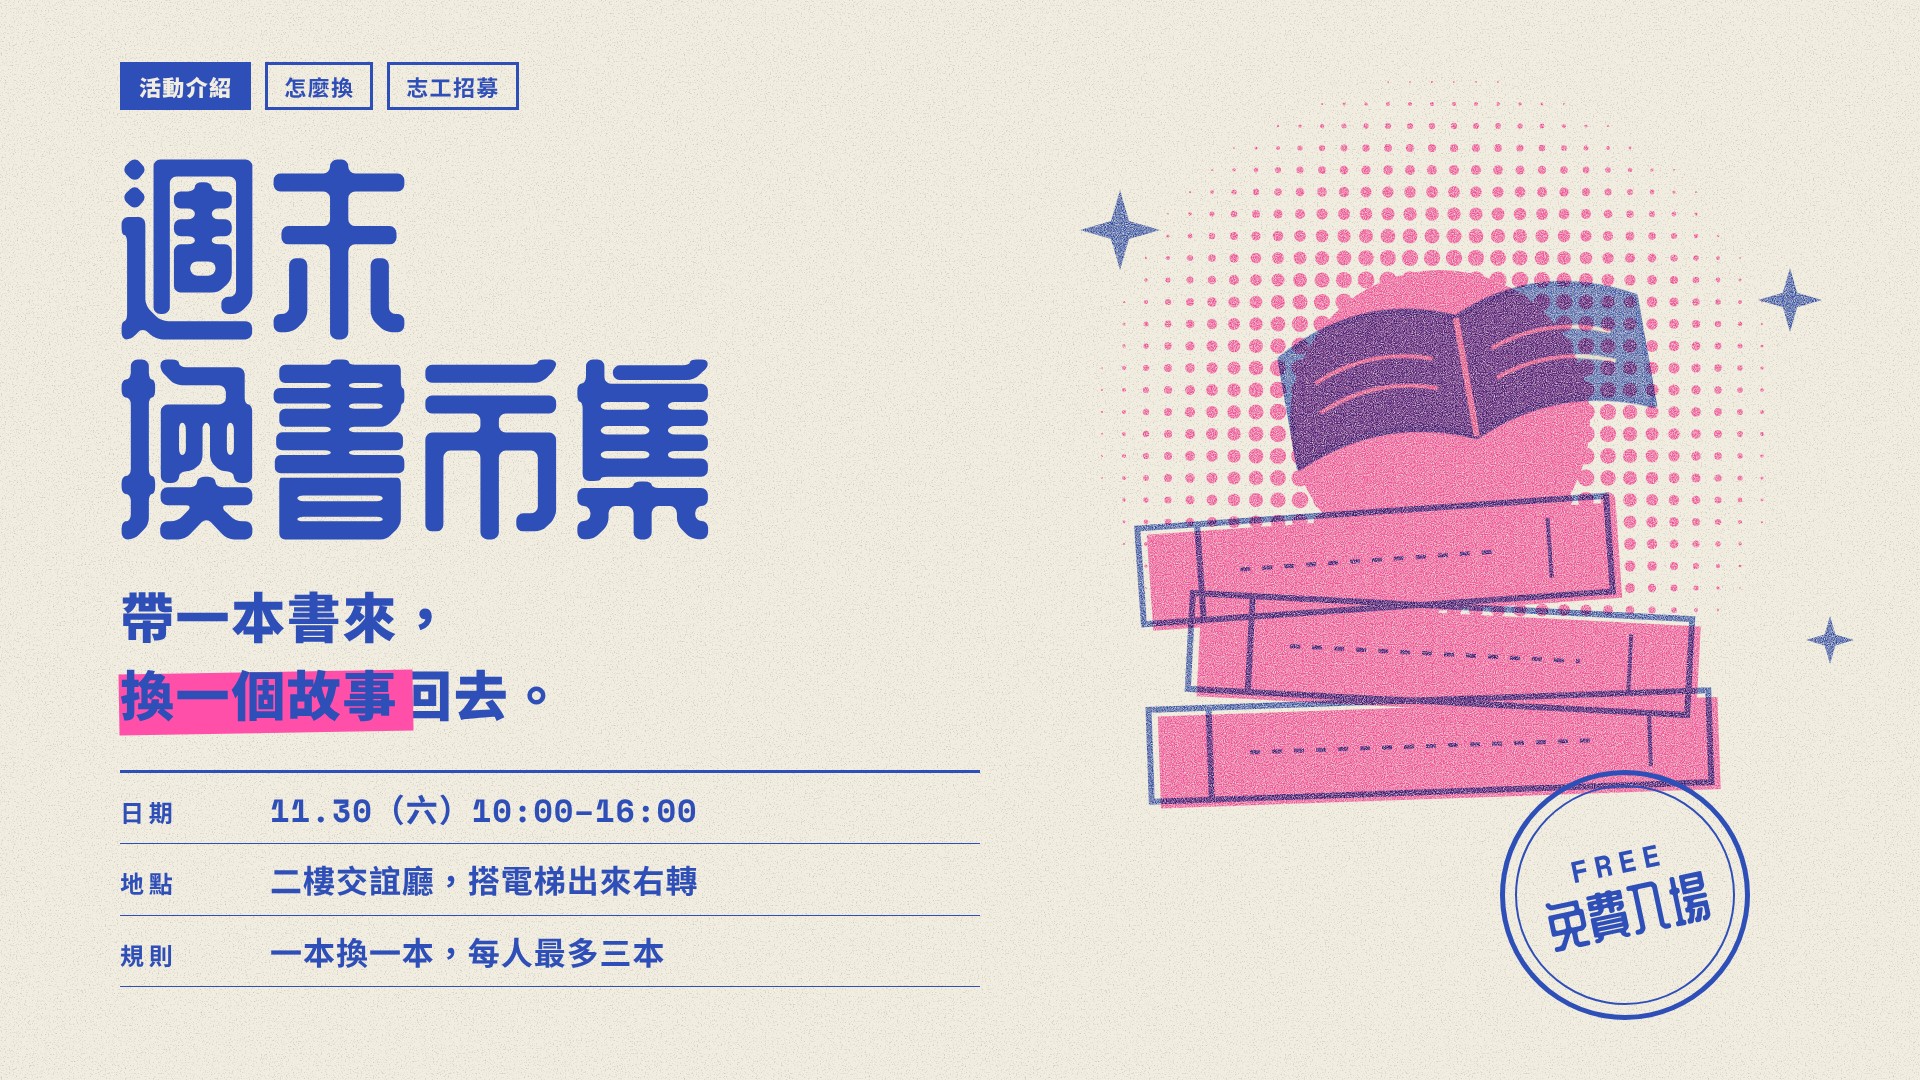 活動介紹
怎麼換
志工招募
週末
換書市集
帶一本書來，
換一個故事回去。
日期 11.30（六）10:00–16:00
地點 二樓交誼廳，搭電梯出來右轉
規則 一本換一本，每人最多三本
FREE
免費入場